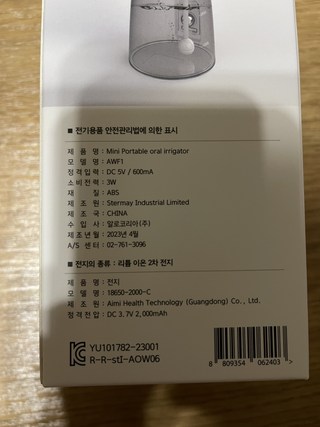 ■ 전기용품 안전관리법에 의한 표시
제 품 명 : Mini Portable oral irrigator
모 델 명 : AWF1
정격입력 : DC 5V / 600mA
소비전력 : 3W
재 질 : ABS
제 조 원 : Stermay Industrial Limited
제 조 국 : CHINA
수 입 사 : 말로코리아(주)
제조년월 : 2023년 4월
A/S 센터 : 02-761-3096
■ 전지의 종류 : 리튬 이온 2차 전지
제 품 명 : 전지
모 델 명 : 18650-2000-C
제 조 원 : Aimi Health Technology (Guangdong) Co. , Ltd.
정격전압 : DC 3.7V 2,000mAh
YU101782-23001
R-R-stI-AOW06
8 809354 062403 >